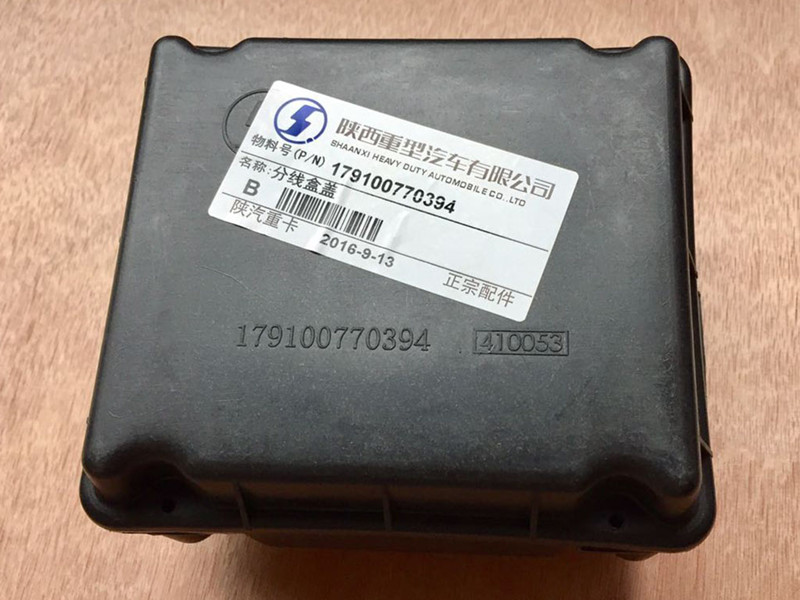 陕西重型汽车有限公司
SHAANXI HEAVY DUTY AUTOMOBILE CO.,LTD
物料号(P/N) 179100770394
名称:分线盒盖
B
陕汽重卡
2016-9-13
正宗配件
179100770394
410053